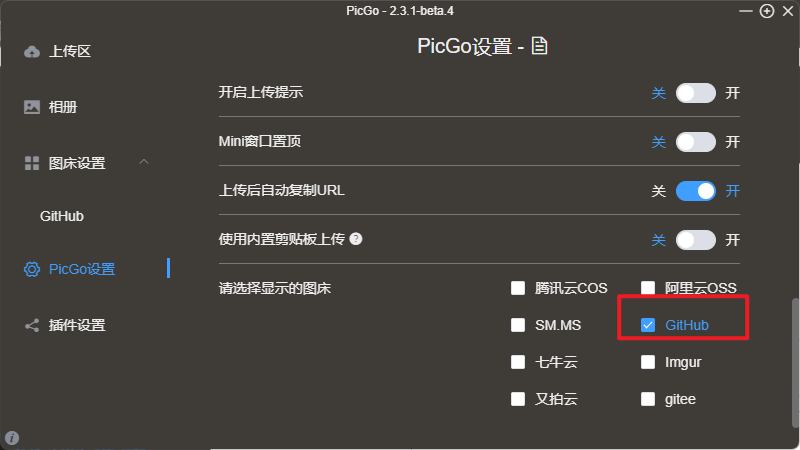 PicGo - 2.3.1-beta.4
上传区
相册
图床设置
GitHub
PicGo设置
插件设置
PicGo设置 -
开启上传提示 关 开
Mini窗口置顶 关 开
上传后自动复制URL 关 开
使用内置剪贴板上传 ? 关 开
请选择显示的图床 腾讯云COS 阿里云OSS
SM.MS GitHub
七牛云 Imgur
又拍云 gitee
i